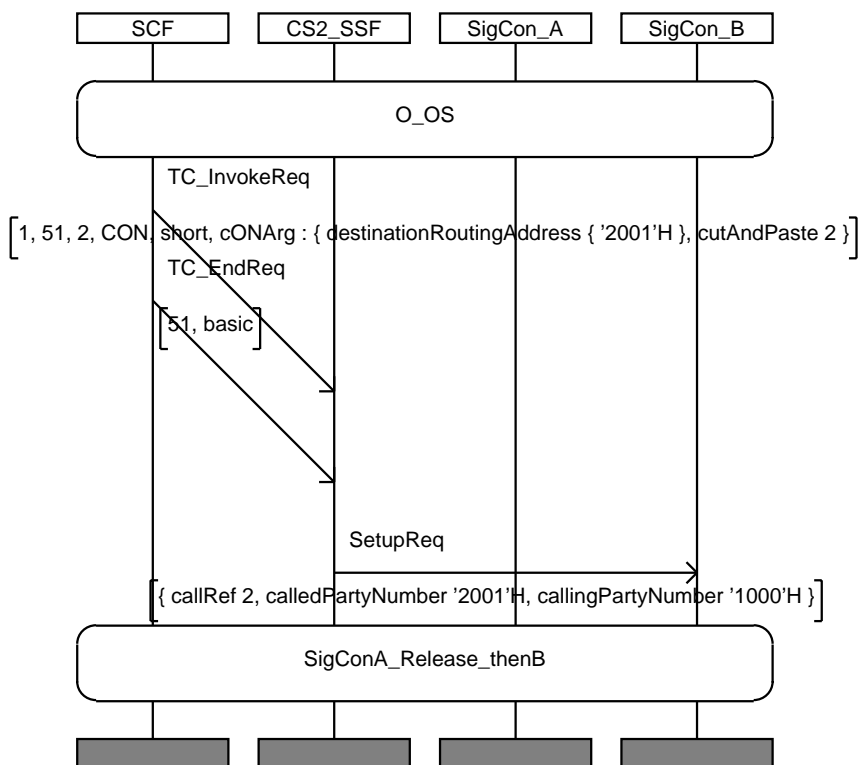 SCF CS2_SSF SigCon_A SigCon_B
O_OS
TC_InvokeReq
[1, 51, 2, CON, short, cONArg : { destinationRoutingAddress { '2001'H }, cutAndPaste 2 }]
TC_EndReq
[51, basic]
SetupReq
[{ callRef 2, calledPartyNumber '2001'H, callingPartyNumber '1000'H }]
SigConA_Release_thenB